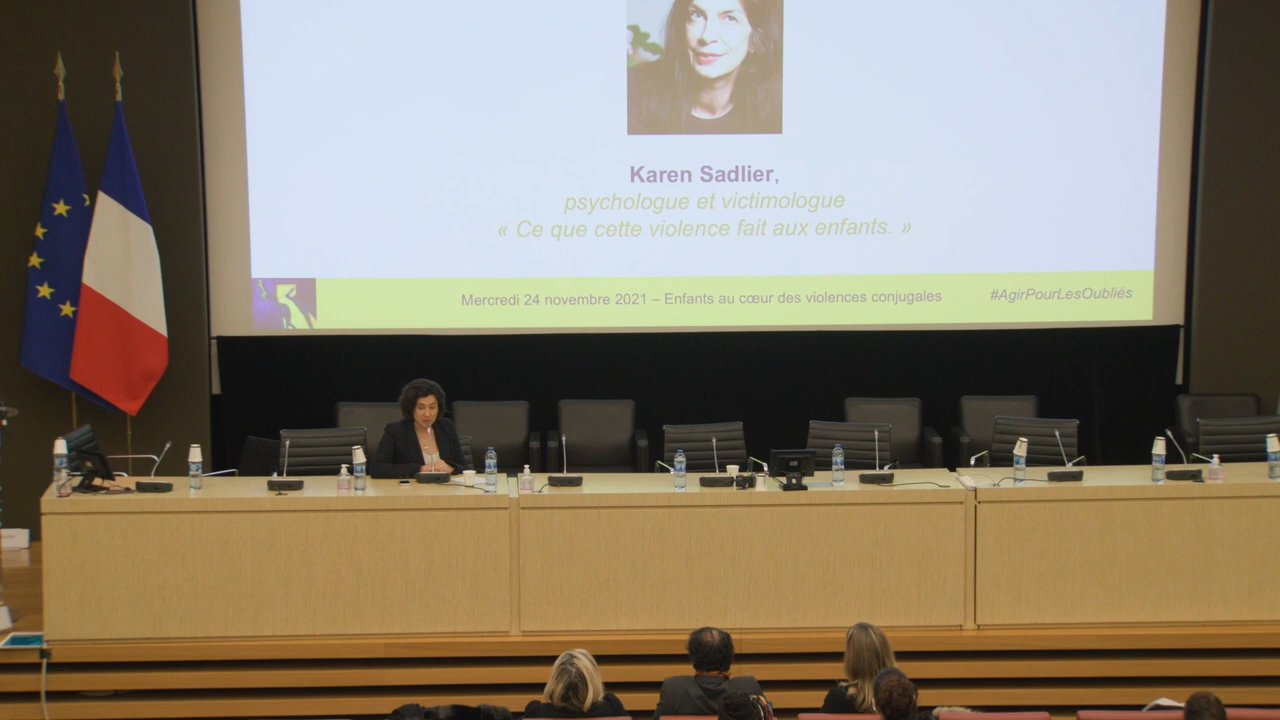 Karen Sadlier,
psychologue et victimologue
« Ce que cette violence fait aux enfants. »
Mercredi 24 novembre 2021 – Enfants au cœur des violences conjugales
#AgirPourLesOubliés